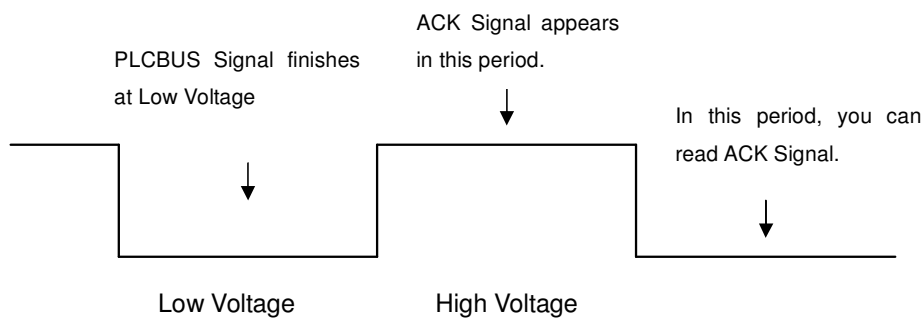 ACK Signal appears
in this period.
PLCBUS Signal finishes
at Low Voltage
In this period, you can
read ACK Signal.
Low Voltage
High Voltage